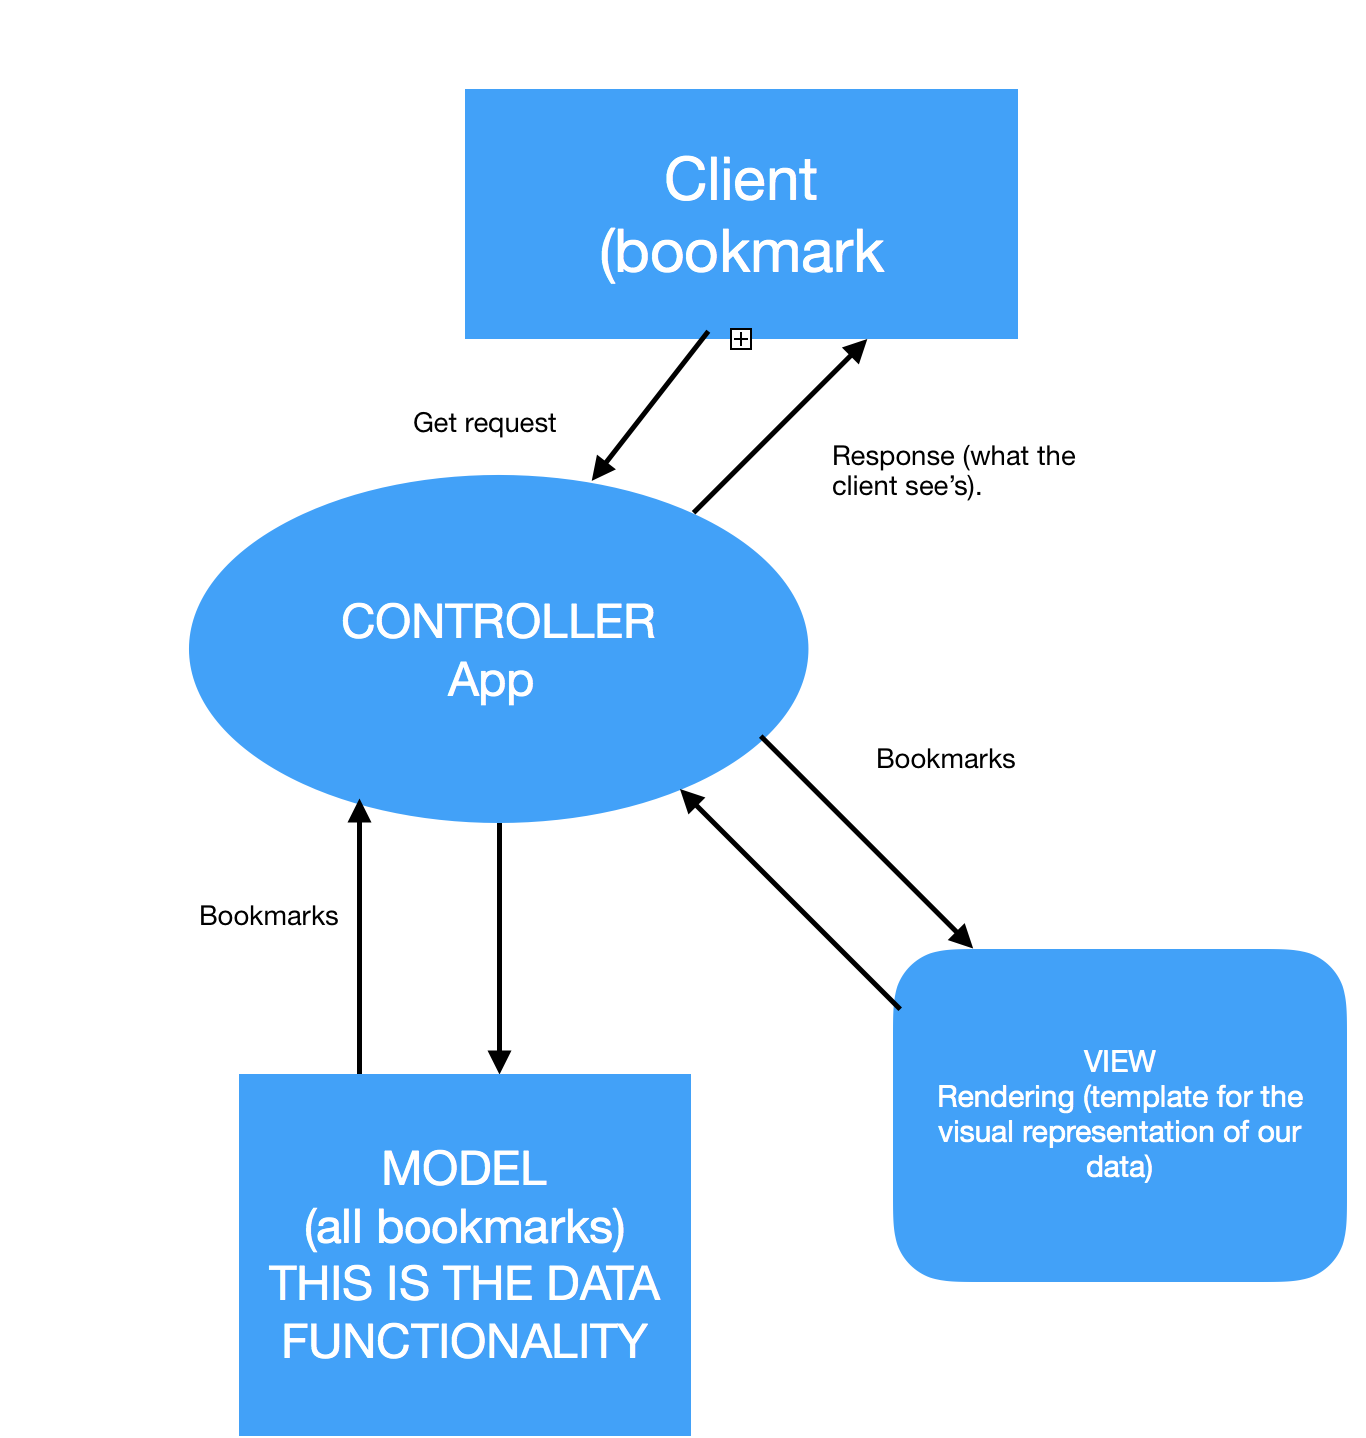 Client
(bookmark
Get request
Response (what the
client see’s).
CONTROLLER
App
Bookmarks
Bookmarks
VIEW
Rendering (template for the
visual representation of our
data)
MODEL
(all bookmarks)
THIS IS THE DATA
FUNCTIONALITY